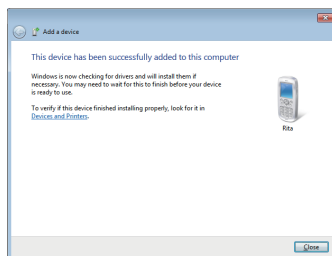 Add a device
This device has been successfully added to this computer
Windows is now checking for drivers and will install them if
necessary. You may need to wait for this to finish before your device
is ready to use.
To verify if this device finished installing properly, look for it in
Devices and Printers.
Rita
Close